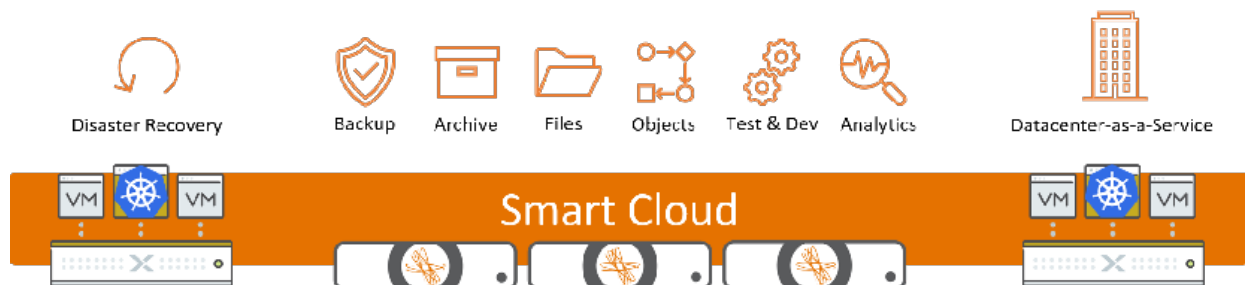 Disaster Recovery
Backup
Archive
Files
Objects
Test & Dev
Analytics
Datacenter-as-a-Service
VM
VM
Smart Cloud
VM
VM